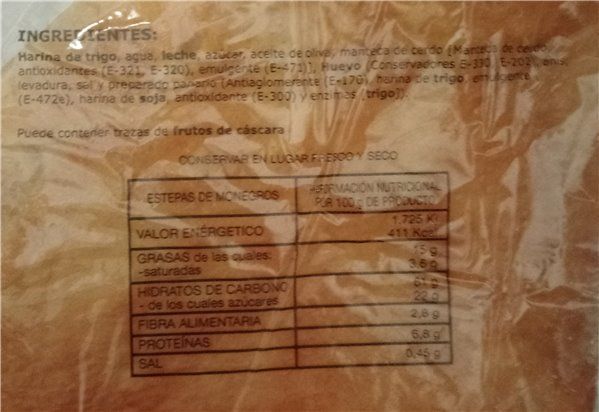 INGREDIENTES:
Harina de trigo, agua, leche, azúcar, aceite de oliva, manteca de cerdo [Manteca de cerdo,
antioxidantes (E-321, E-320), emulgente (E-471)], Huevo [Conservadores E-330, E-202], anís,
levadura, sal y preparado panario [Antiaglomerante (E-170), harina de trigo, emulgente
(E-472e), harina de soja, antioxidante (E-300) y enzimas (trigo)].
Puede contener trazas de frutos de cáscara
CONSERVAR EN LUGAR FRESCO Y SECO
ESTEPAS DE MONEGROS
INFORMACIÓN NUTRICIONAL
POR 100 g DE PRODUCTO
VALOR ENERGETICO
1.725 KJ
411 Kcal
GRASAS de las cuales: 15 g
-saturadas 3,6 g
HIDRATOS DE CARBONO 51 g
- de los cuales azúcares 22 g
FIBRA ALIMENTARIA 2,8 g
PROTEÍNAS 6,8 g
SAL 0,45 g